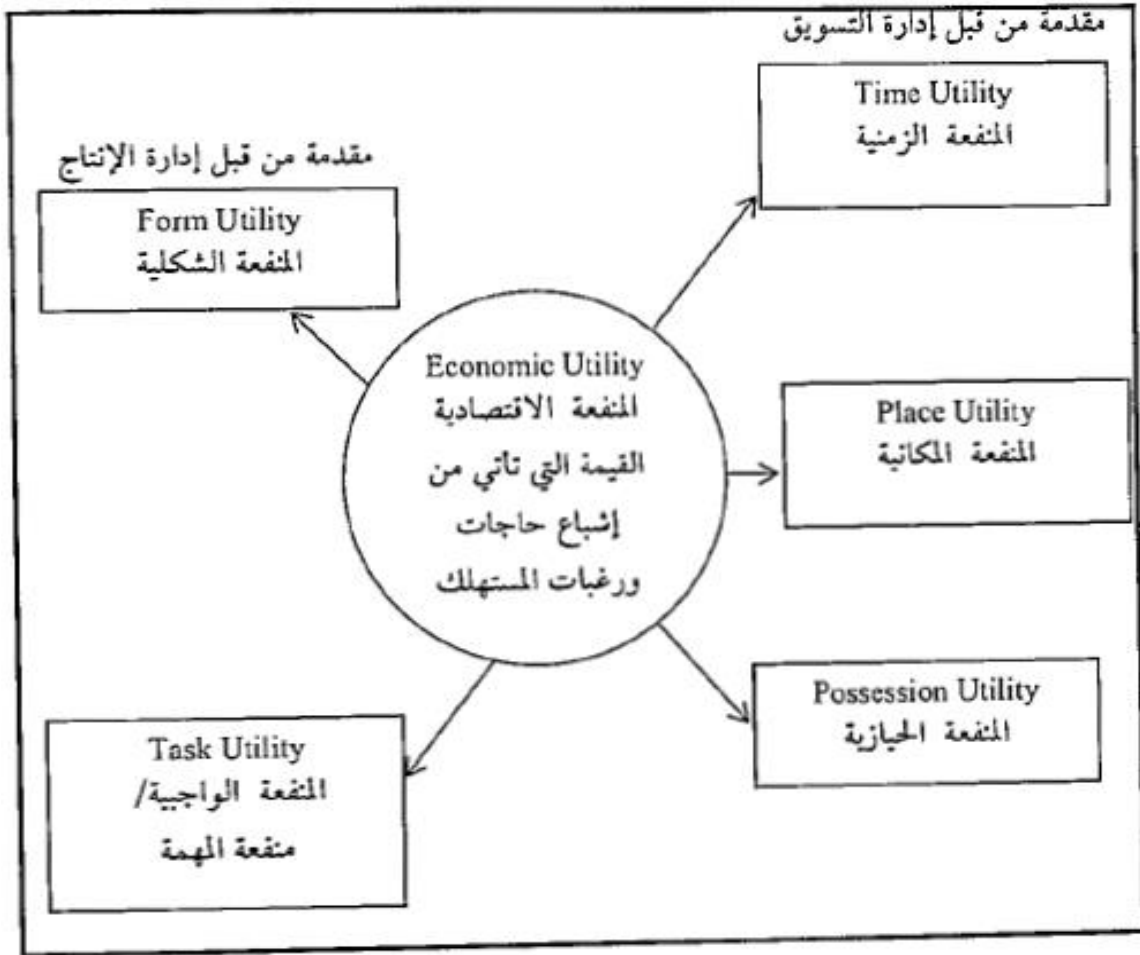 مقدمة من قبل إدارة التسويق
Time Utility
المنفعة الزمنية
مقدمة من قبل إدارة الإنتاج
Form Utility
المنفعة الشكلية
Economic Utility
المنفعة الاقتصادية
القيمة التي تأتي من
إشباع حاجات
ورغبات المستهلك
Place Utility
المنفعة المكانية
Possession Utility
المنفعة الحيازية
Task Utility
المنفعة الواجبية/
منفعة المهمة